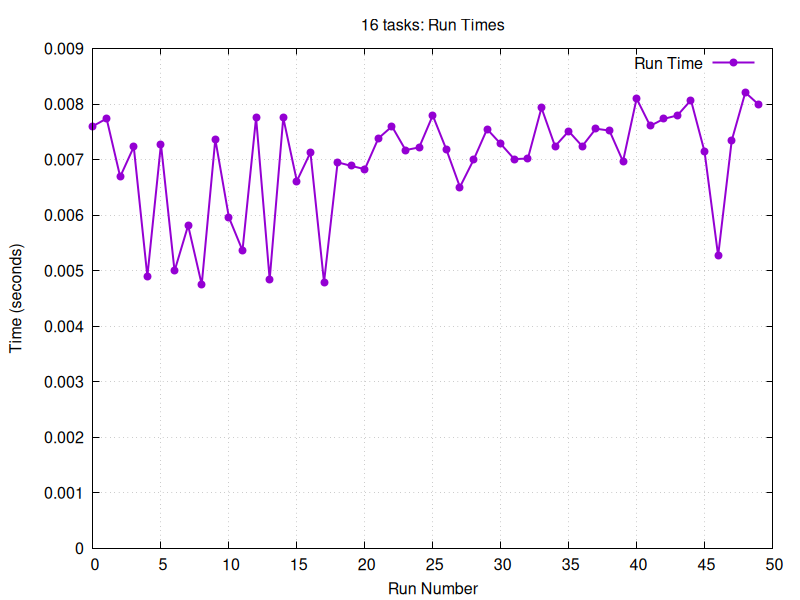 16 tasks: Run Times
Run Time
0.009
0.008
0.007
0.006
0.005
0.004
0.003
0.002
0.001
0
Time (seconds)
0 5 10 15 20 25 30 35 40 45 50
Run Number